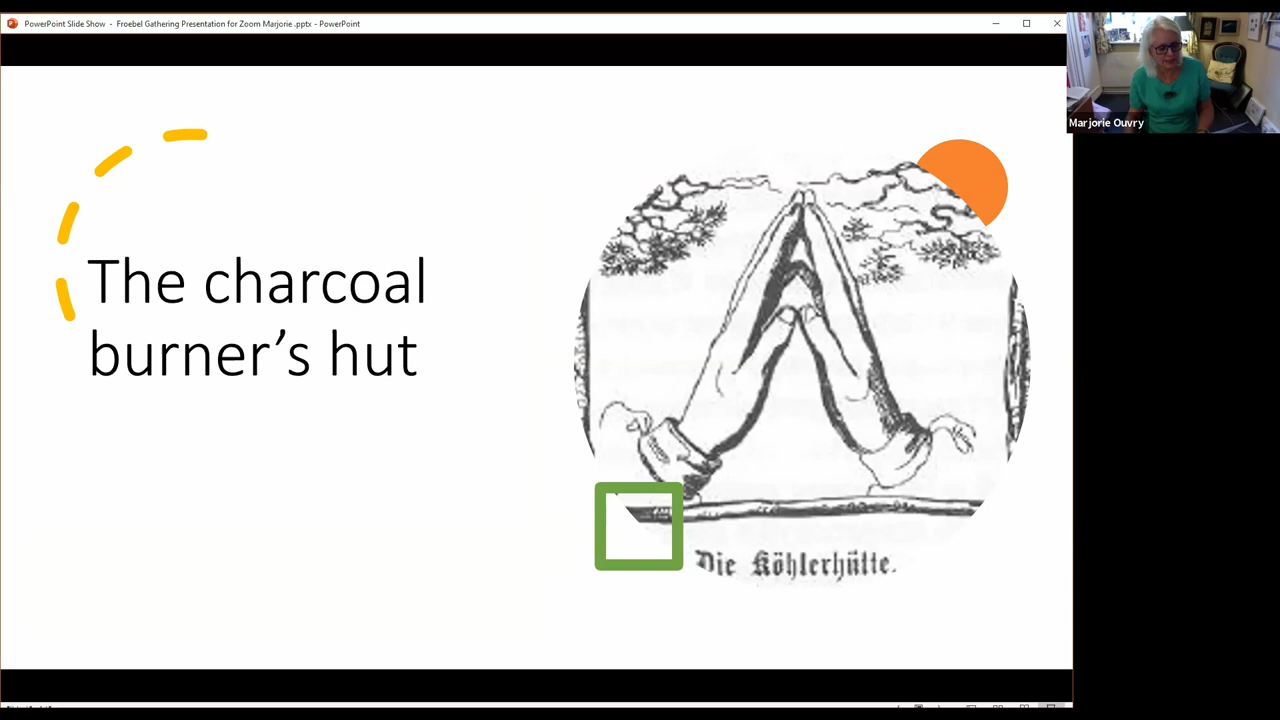 PowerPoint Slide Show - Froebel Gathering Presentation for Zoom Marjorie .pptx - PowerPoint
Marjorie Ouvry
The charcoal
burner’s hut
Die Köhlerhütte.